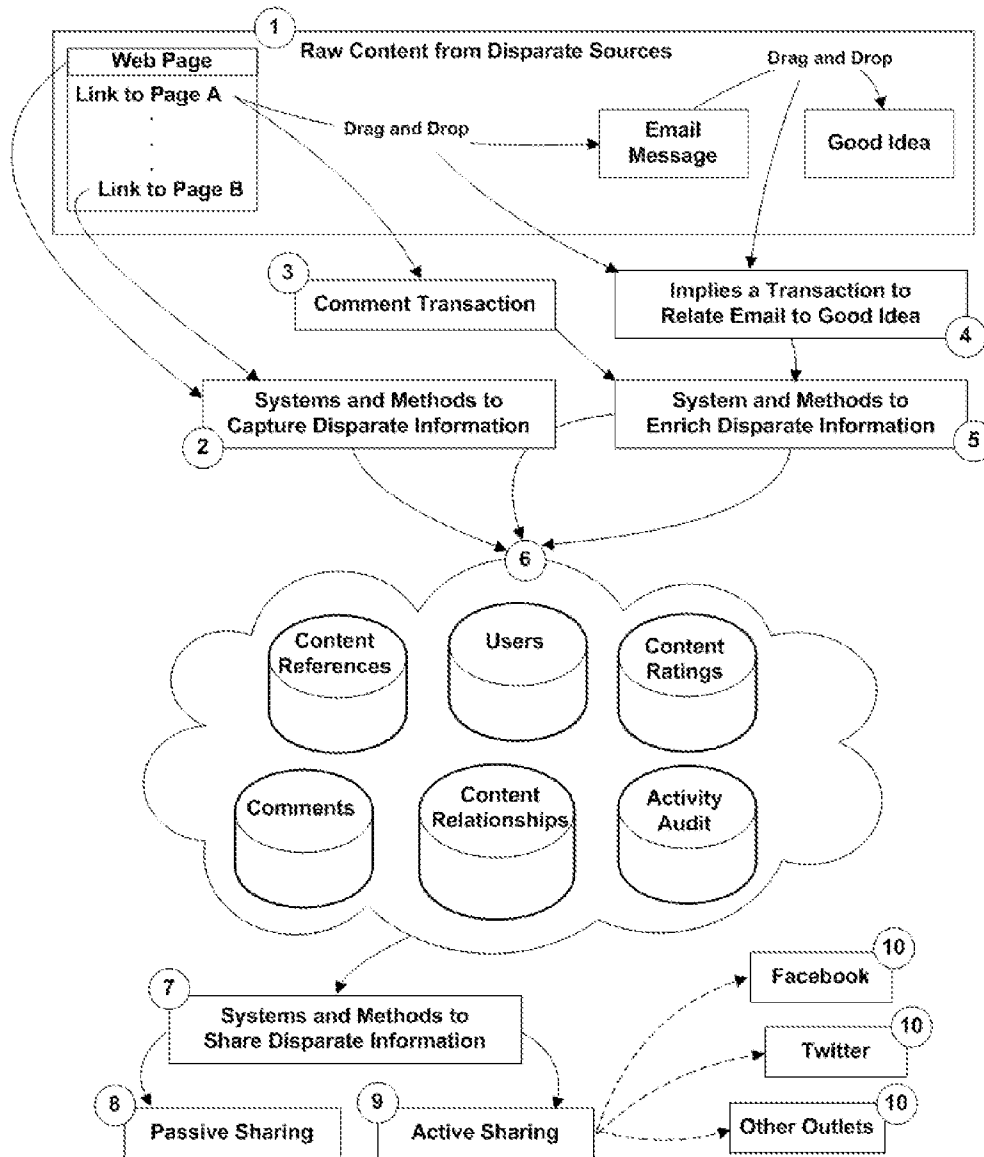 1
Raw Content from Disparate Sources
Web Page
Link to Page A
Link to Page B
Drag and Drop
Drag and Drop
Email
Message
Good Idea
3
Comment Transaction
Implies a Transaction to
Relate Email to Good Idea
4
Systems and Methods to
Capture Disparate Information
2
System and Methods to
Enrich Disparate Information
5
6
Content
References
Users
Content
Ratings
Comments
Content
Relationships
Activity
Audit
7
Systems and Methods to
Share Disparate Information
8
Passive Sharing
9
Active Sharing
10
Facebook
10
Twitter
10
Other Outlets